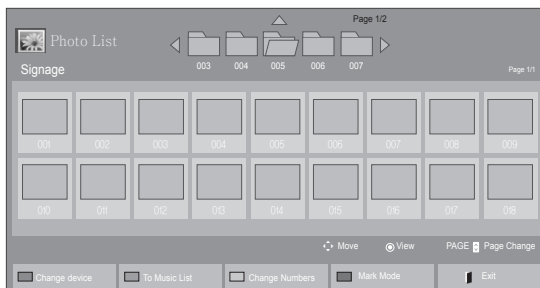 Page 1/2
Photo List
003 004 005 006 007
Signage
Page 1/1
001 002 003 004 005 006 007 008 009
010 011 012 013 014 015 016 017 018
Move View PAGE Page Change
Change device To Music List Change Numbers Mark Mode Exit